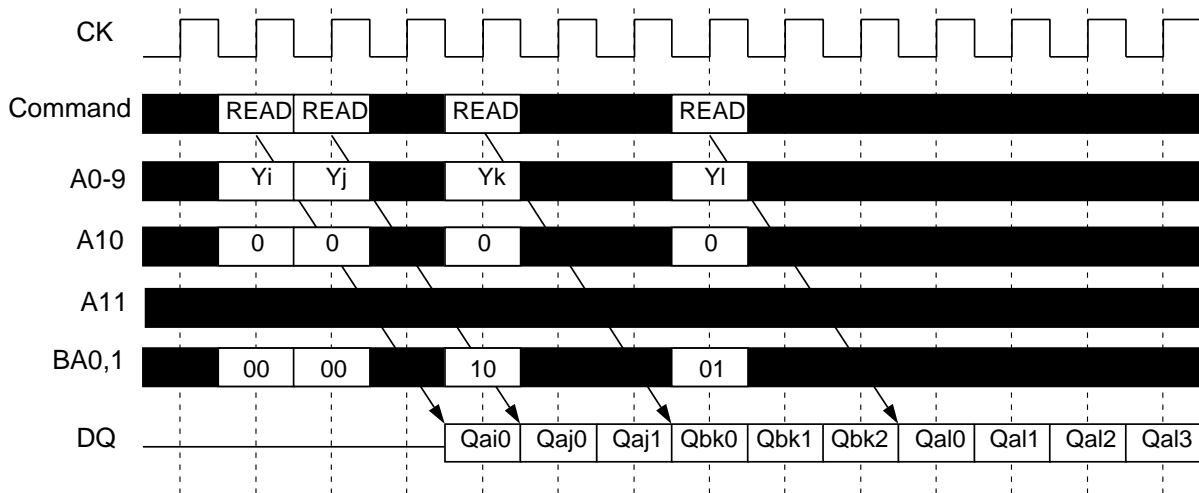 CK
Command READ READ READ READ
A0-9 Yi Yj Yk Yl
A10 0 0 0 0
A11
BA0,1 00 00 10 01
DQ Qai0 Qaj0 Qaj1 Qbk0 Qbk1 Qbk2 Qal0 Qal1 Qal2 Qal3